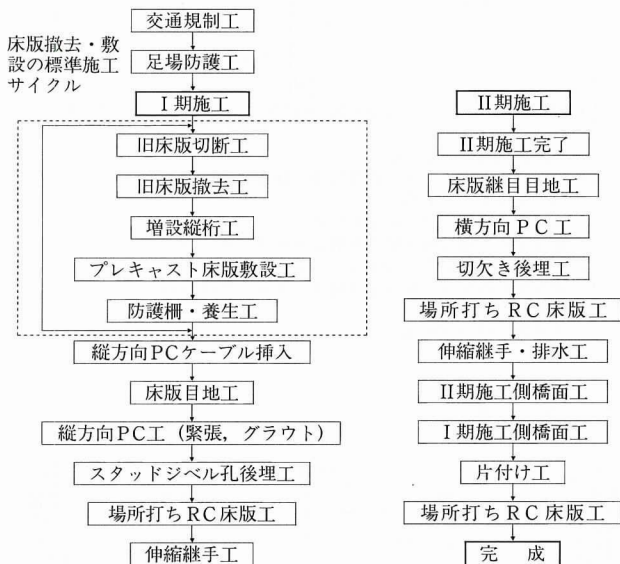 床版撤去・敷
設の標準施工
サイクル
交通規制工
足場防護工
Ⅰ期施工
旧床版切断工
旧床版撤去工
増設縦桁工
プレキャスト床版敷設工
防護柵・養生工
縦方向PCケーブル挿入
床版目地工
縦方向PC工(緊張,グラウト)
スタッドジベル孔後埋工
場所打ちRC床版工
伸縮継手工
Ⅱ期施工
Ⅱ期施工完了
床版継目目地工
横方向PC工
切欠き後埋工
場所打ちRC床版工
伸縮継手・排水工
Ⅱ期施工側橋面工
Ⅰ期施工側橋面工
片付け工
場所打ちRC床版工
完 成